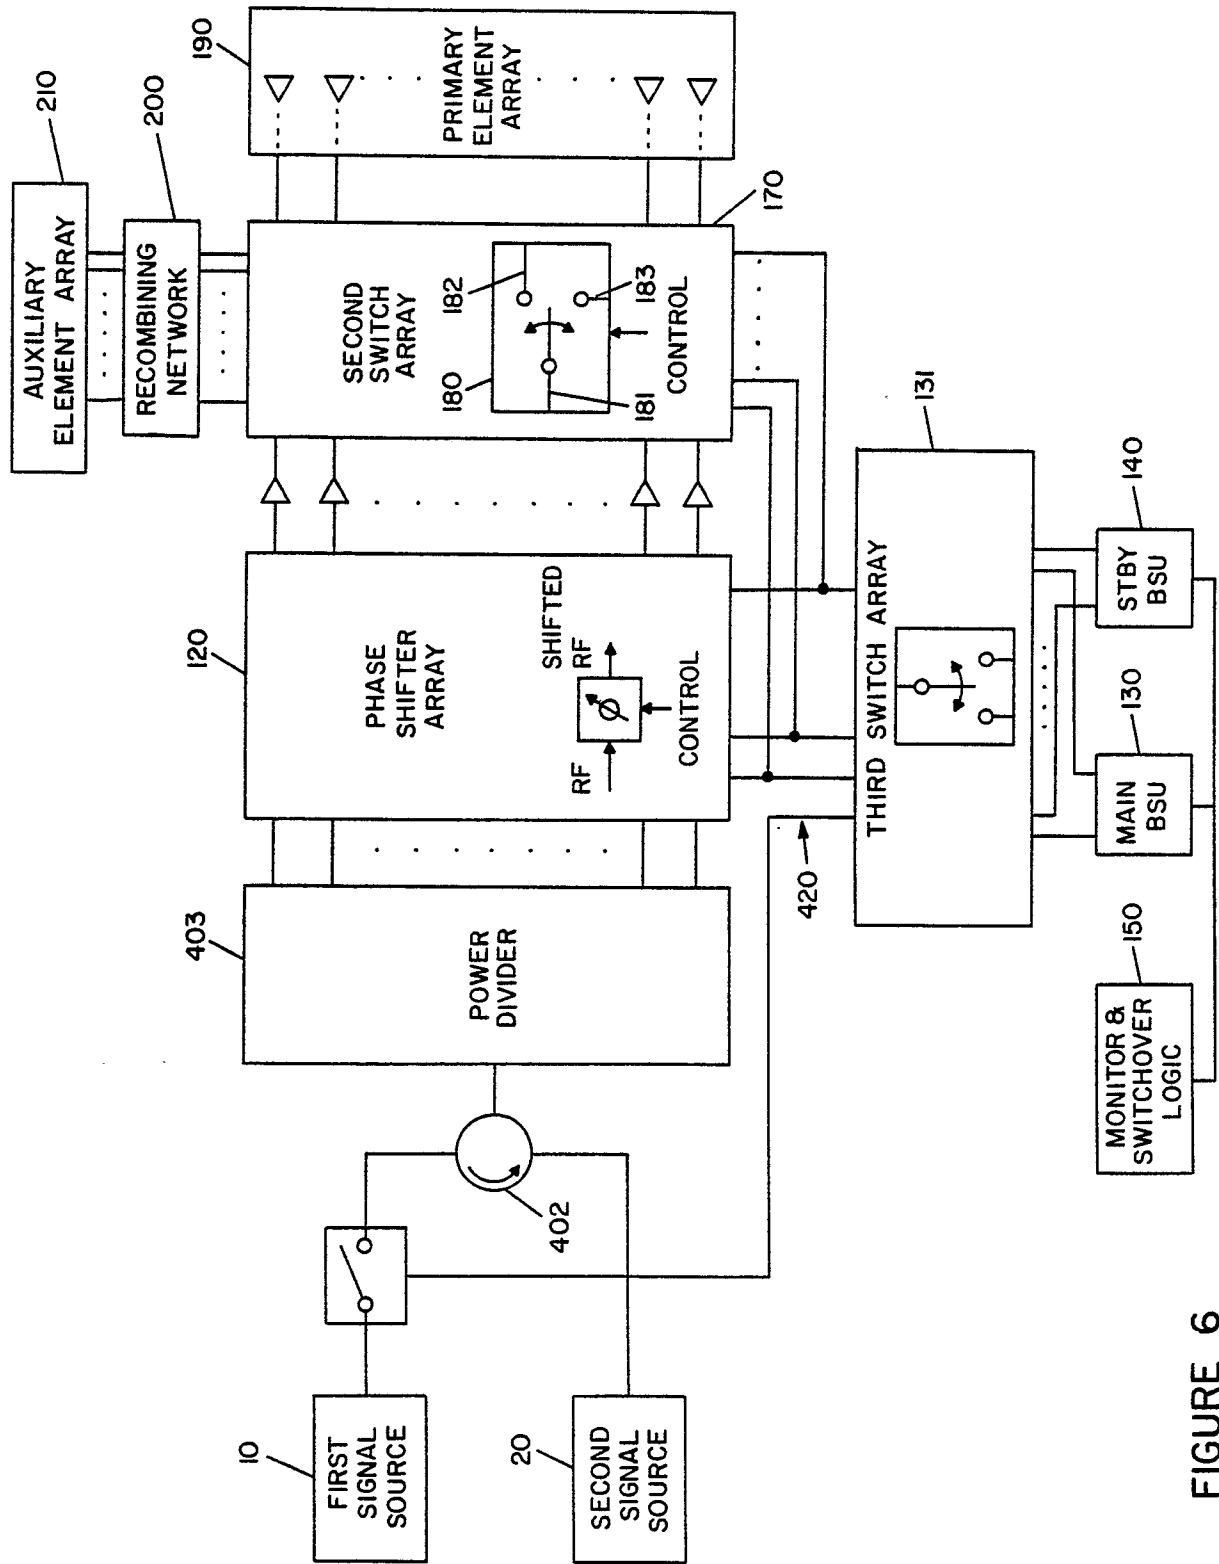 10
FIRST
SIGNAL
SOURCE
20
SECOND
SIGNAL
SOURCE
402
403
POWER
DIVIDER
120
PHASE
SHIFTER
ARRAY
RF
SHIFTED
RF
CONTROL
SECOND
SWITCH
ARRAY
180
181
182
183
CONTROL
170
190
PRIMARY
ELEMENT
ARRAY
210
AUXILIARY
ELEMENT ARRAY
200
RECOMBINING
NETWORK
420
131
THIRD SWITCH ARRAY
150
MONITOR &
SWITCHOVER
LOGIC
130
MAIN
BSU
140
STBY
BSU
FIGURE 6